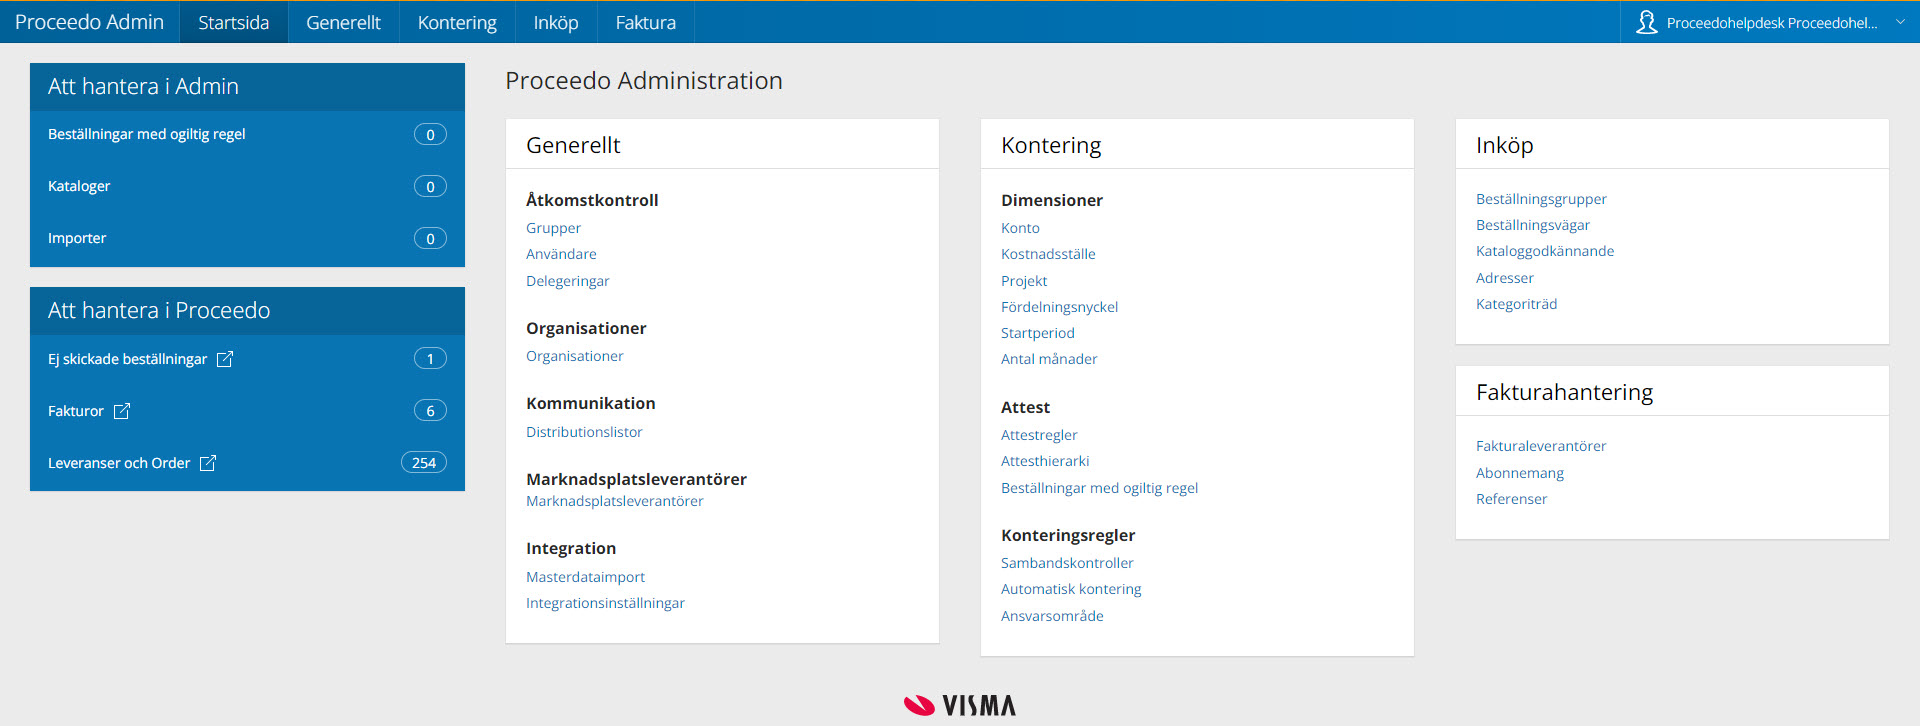 Proceedo Admin
Startsida
Generellt
Kontering
Inköp
Faktura
Proceedohelpdesk Proceedohel...
Att hantera i Admin
Beställningar med ogiltig regel 0
Kataloger 0
Importer 0
Att hantera i Proceedo
Ej skickade beställningar 1
Fakturor 6
Leveranser och Order 254
Proceedo Administration
Generellt
Åtkomstkontroll
Grupper
Användare
Delegeringar
Organisationer
Organisationer
Kommunikation
Distributionslistor
Marknadsplatsleverantörer
Marknadsplatsleverantörer
Integration
Masterdataimport
Integrationsinställningar
Kontering
Dimensioner
Konto
Kostnadsställe
Projekt
Fördelningsnyckel
Startperiod
Antal månader
Attest
Attestregler
Attesthierarki
Beställningar med ogiltig regel
Konteringsregler
Sambandskontroller
Automatisk kontering
Ansvarsområde
Inköp
Beställningsgrupper
Beställningsvägar
Kataloggodkännande
Adresser
Kategoriträd
Fakturahantering
Fakturaleverantörer
Abonnemang
Referenser
VISMA